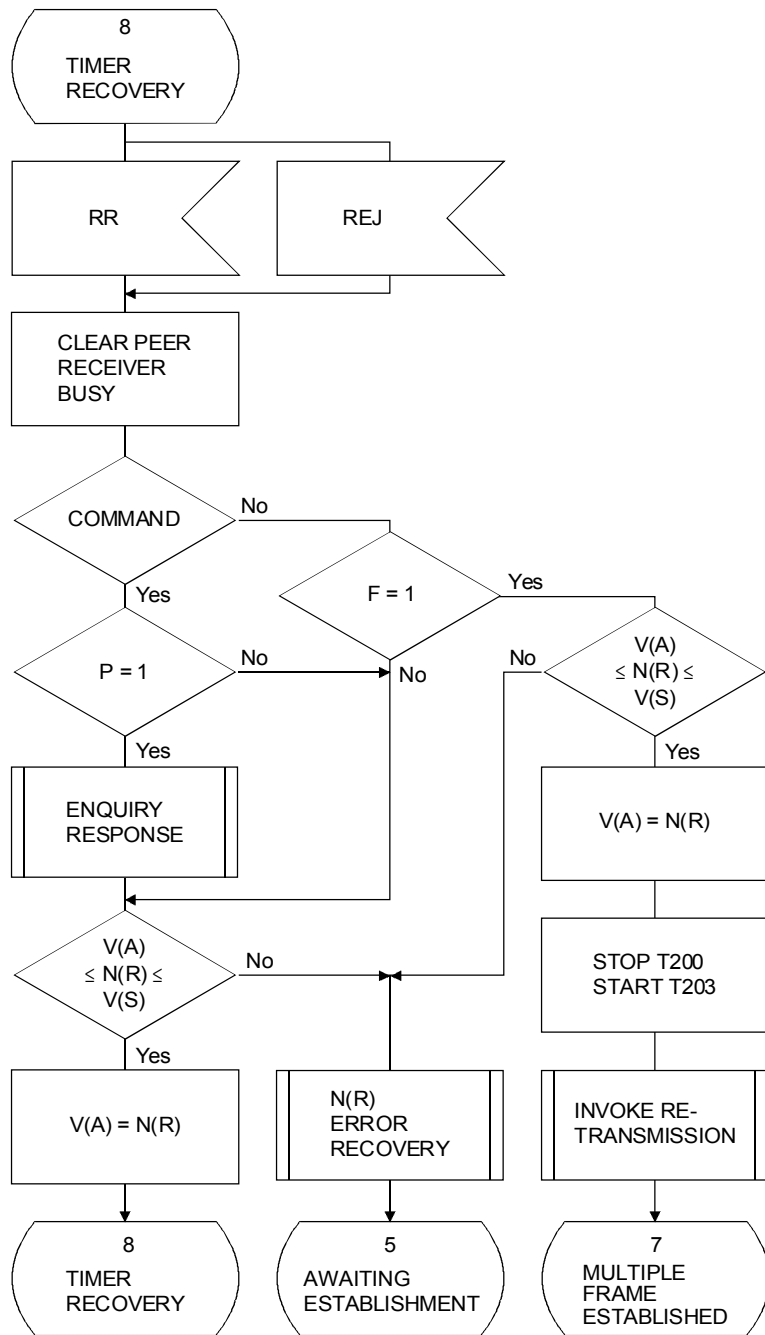 8
TIMER
RECOVERY
RR
REJ
CLEAR PEER
RECEIVER
BUSY
COMMAND
No
Yes
F = 1
Yes
No
P = 1
No
Yes
V(A)
≤ N(R) ≤
V(S)
No
Yes
ENQUIRY
RESPONSE
V(A) = N(R)
V(A)
≤ N(R) ≤
V(S)
No
Yes
STOP T200
START T203
V(A) = N(R)
N(R)
ERROR
RECOVERY
INVOKE RE-
TRANSMISSION
8
TIMER
RECOVERY
5
AWAITING
ESTABLISHMENT
7
MULTIPLE
FRAME
ESTABLISHED